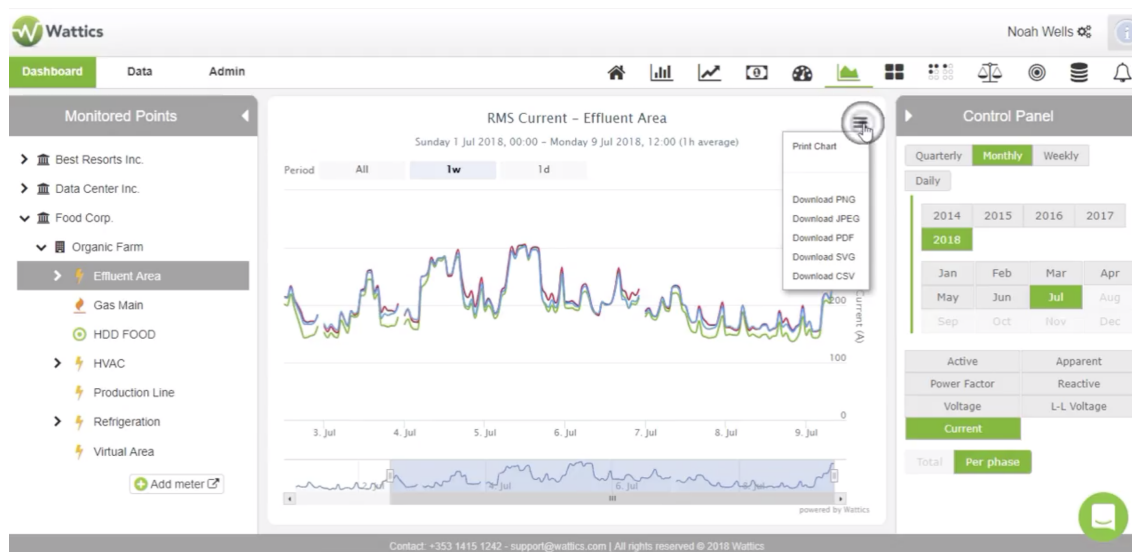 Wattics
Noah Wells
Dashboard Data Admin
Monitored Points
Best Resorts Inc.
Data Center Inc.
Food Corp.
Organic Farm
Effluent Area
Gas Main
HDD FOOD
HVAC
Production Line
Refrigeration
Virtual Area
Add meter
RMS Current – Effluent Area
Sunday 1 Jul 2018, 00:00 – Monday 9 Jul 2018, 12:00 (1h average)
Period All 1w 1d
Print Chart
Download PNG
Download JPEG
Download PDF
Download SVG
Download CSV
200
100
0
Current (A)
3. Jul 4. Jul 5. Jul 6. Jul 7. Jul 8. Jul 9. Jul
6. Jul
powered by Wattics
Control Panel
Quarterly Monthly Weekly
Daily
2014 2015 2016 2017
2018
Jan Feb Mar Apr
May Jun Jul Aug
Sep Oct Nov Dec
Active Apparent
Power Factor Reactive
Voltage L-L Voltage
Current
Total Per phase
Contact: +353 1415 1242 - support@wattics.com | All rights reserved © 2018 Wattics